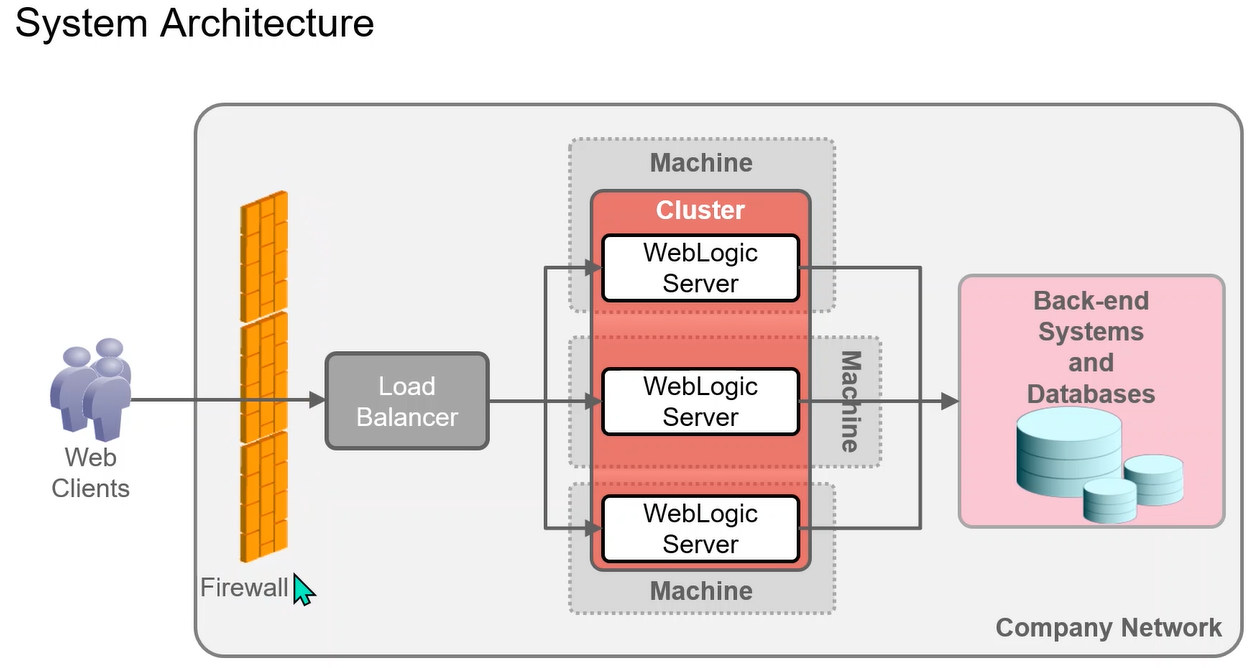 System Architecture
Machine
Cluster
WebLogic
Server
Load
Balancer
WebLogic
Server
Machine
WebLogic
Server
Machine
Back-end
Systems
and
Databases
Web
Clients
Firewall
Company Network